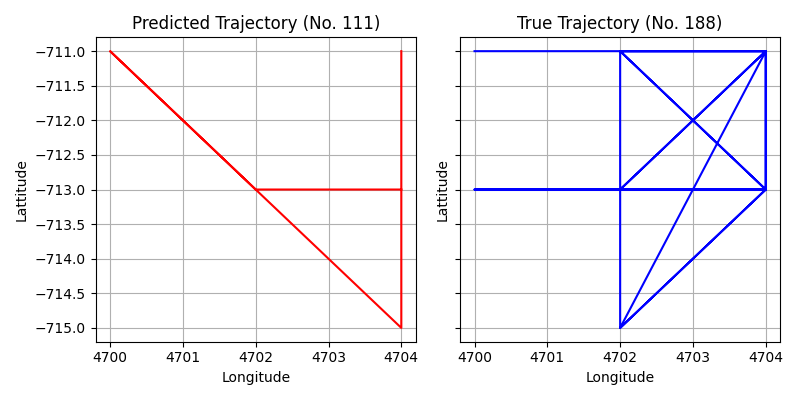 Predicted Trajectory (No. 111)
True Trajectory (No. 188)
−711.0
−711.5
−712.0
−712.5
−713.0
−713.5
−714.0
−714.5
−715.0
Lattitude
Lattitude
4700 4701 4702 4703 4704
4700 4701 4702 4703 4704
Longitude
Longitude